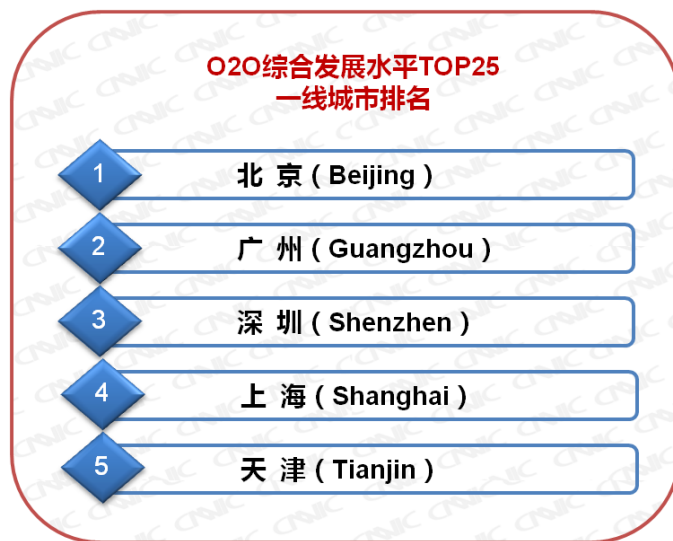 O2O综合发展水平TOP25
一线城市排名
1 北 京 ( Beijing )
2 广 州 ( Guangzhou )
3 深 圳 ( Shenzhen )
4 上 海 ( Shanghai )
5 天 津 ( Tianjin )